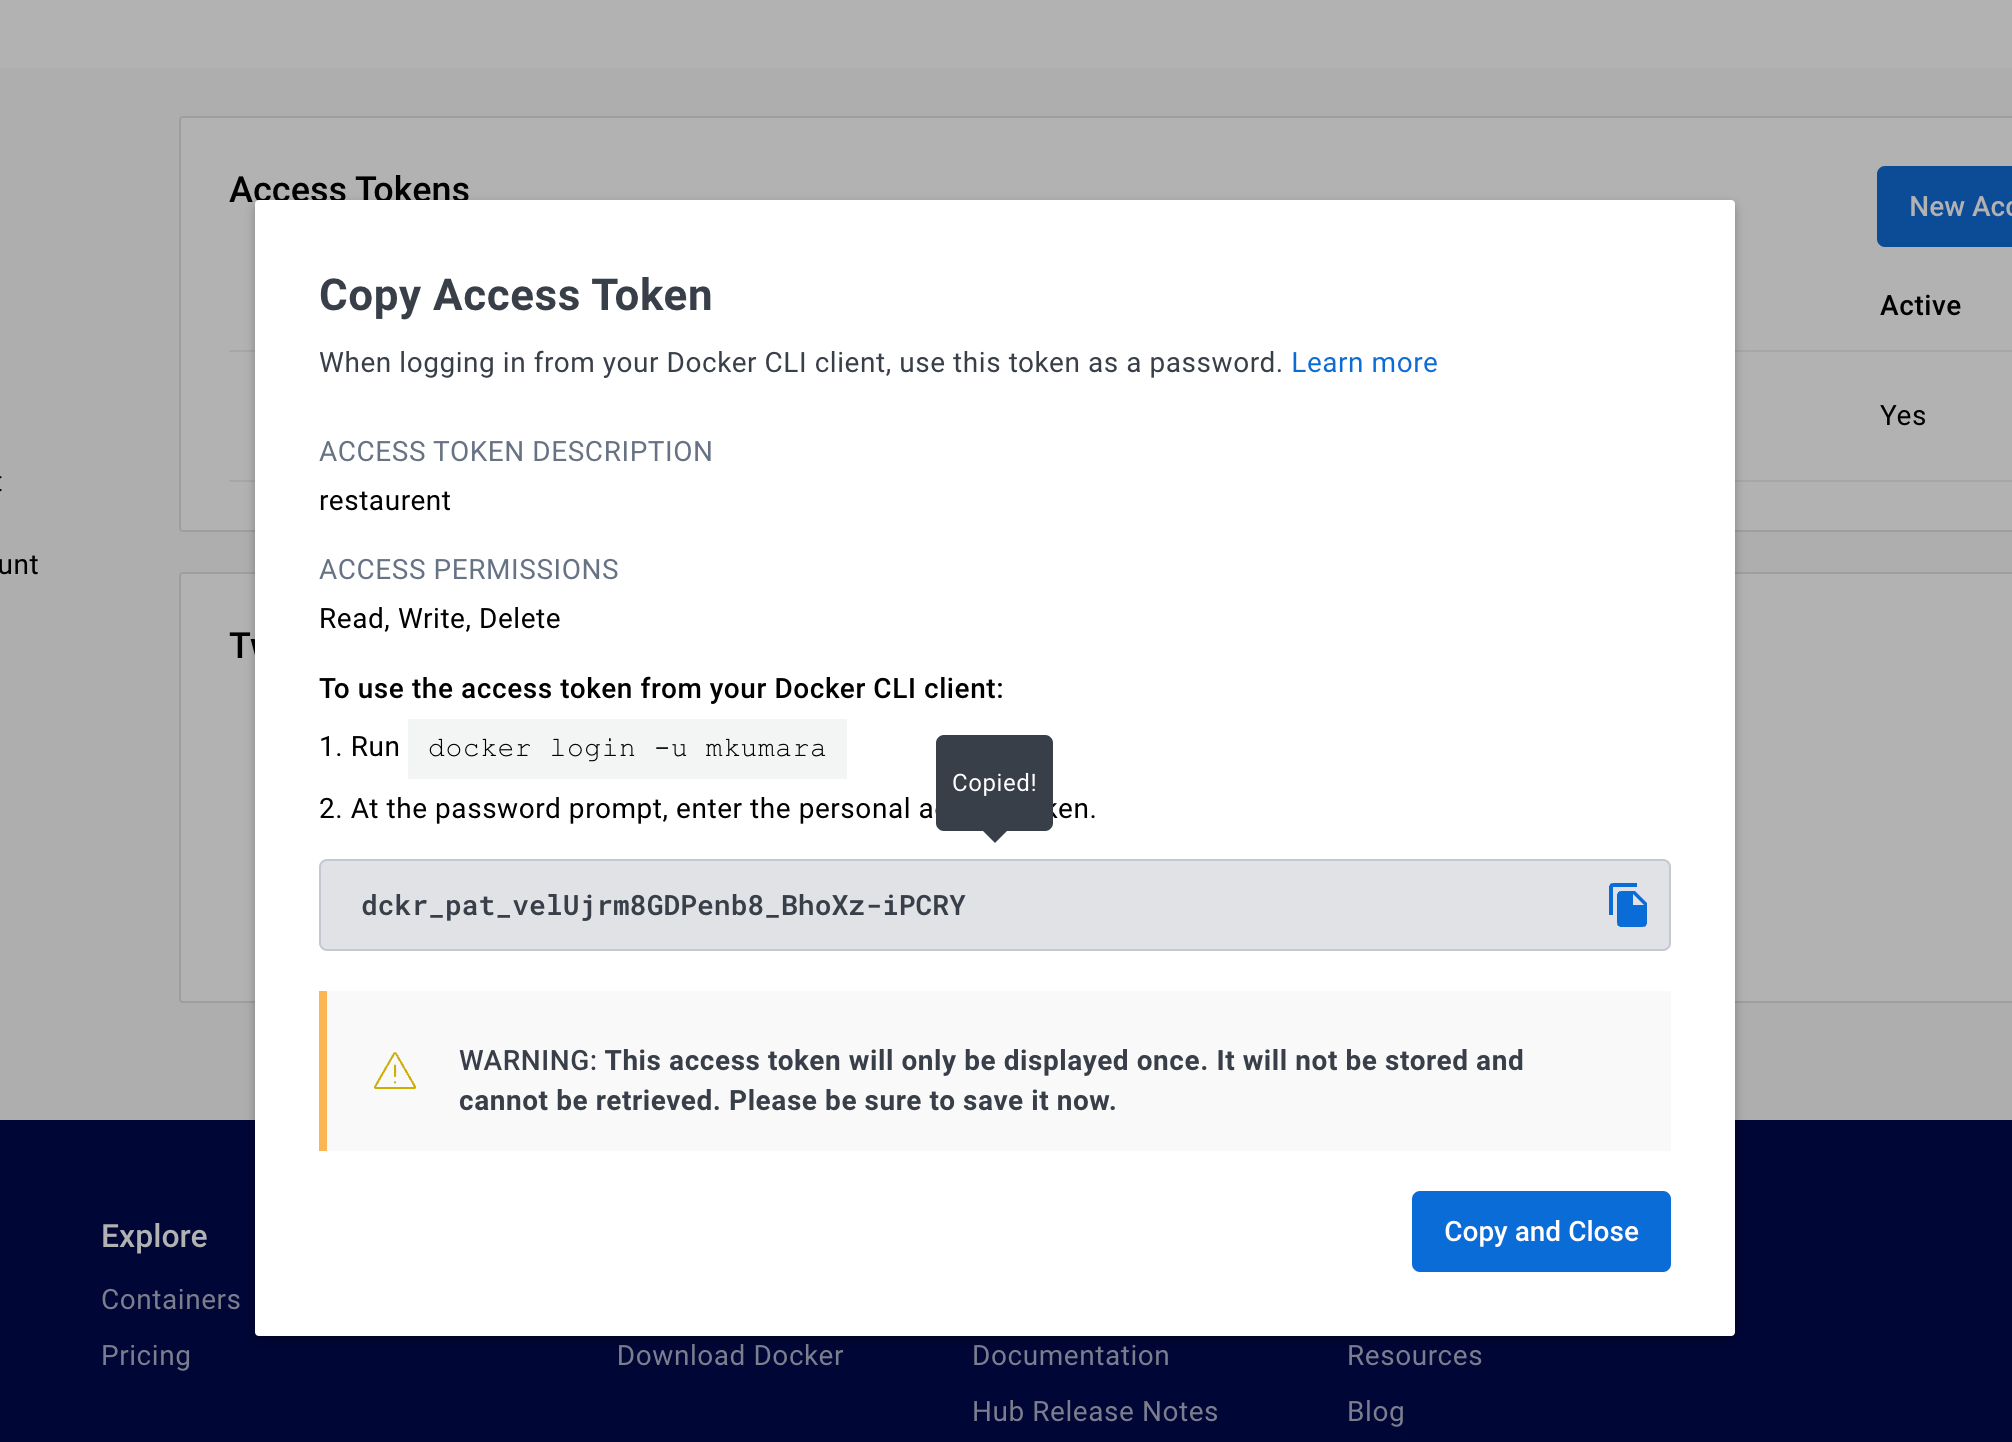 Access Tokens
New Acc
Copy Access Token
When logging in from your Docker CLI client, use this token as a password. Learn more
Active
ACCESS TOKEN DESCRIPTION
Yes
restaurent
ACCESS PERMISSIONS
unt
Read, Write, Delete
Tw
To use the access token from your Docker CLI client:
1. Run docker login -u mkumara
Copied!
2. At the password prompt, enter the personal a ken.
dckr_pat_velUjrm8GDPenb8_BhoXz-iPCRY
WARNING: This access token will only be displayed once. It will not be stored and
cannot be retrieved. Please be sure to save it now.
Copy and Close
Explore
Containers
Pricing
Download Docker
Documentation
Resources
Hub Release Notes
Blog